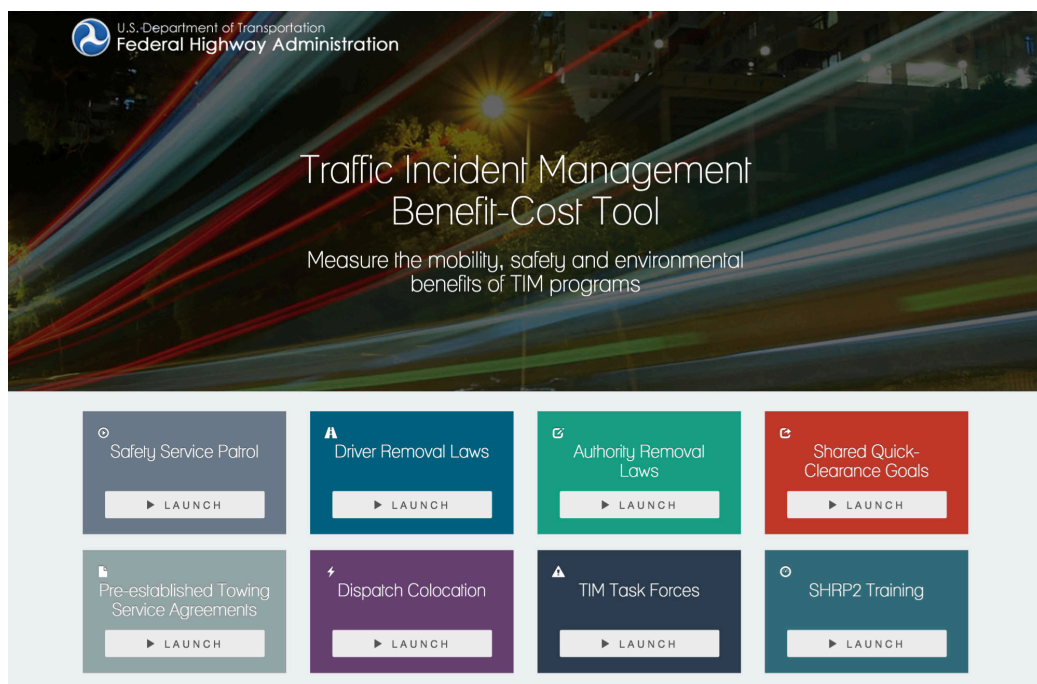 U.S. Department of Transportation
Federal Highway Administration
Traffic Incident Management
Benefit-Cost Tool
Measure the mobility, safety and environmental
benefits of TIM programs
Safety Service Patrol
LAUNCH
Driver Removal Laws
LAUNCH
Authority Removal
Laws
LAUNCH
Shared Quick-
Clearance Goals
LAUNCH
Pre-established Towing
Service Agreements
LAUNCH
Dispatch Colocation
LAUNCH
TIM Task Forces
LAUNCH
SHRP2 Training
LAUNCH